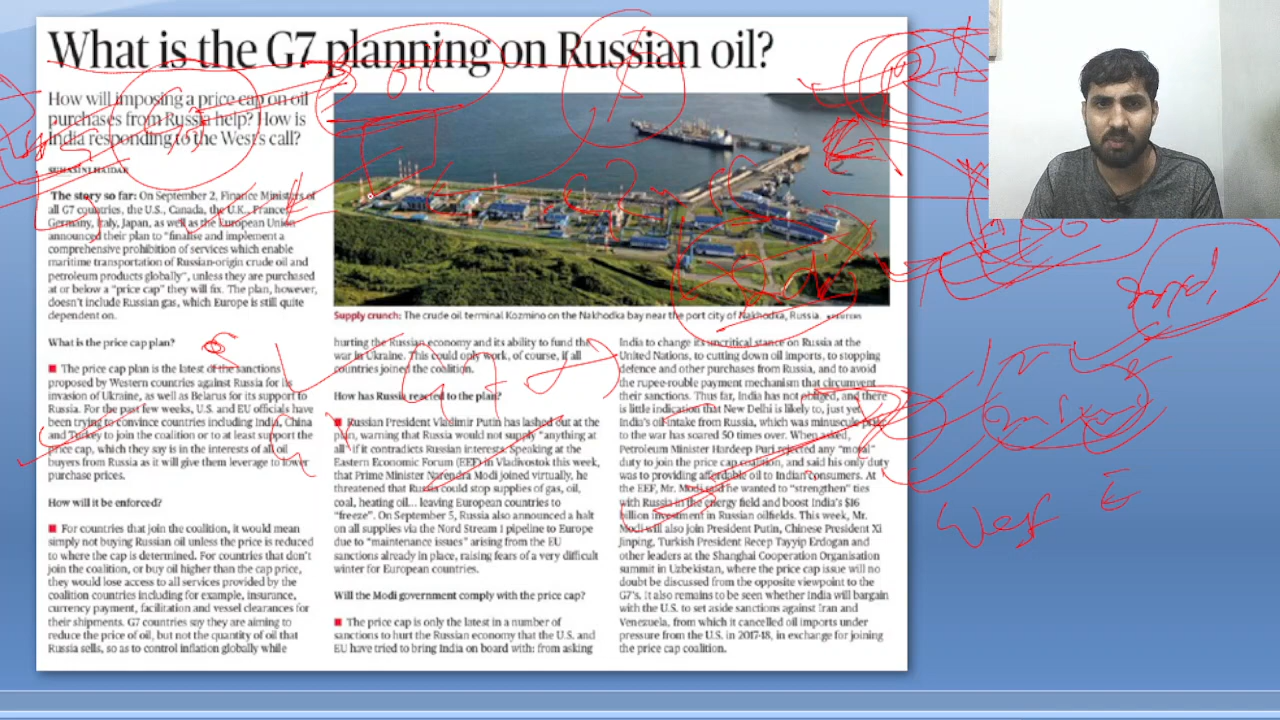 What is the G7 planning on Russian oil?
How will imposing a price cap on oil
purchases from Russia help? How is
India responding to the West's call?
SUHASINI HAIDAR
The story so far: On September 2, Finance Ministers of
all G7 countries, the U.S., Canada, the U.K., France,
Germany, Italy, Japan, as well as the European Union
announced their plan to "finalise and implement a
comprehensive prohibition of services which enable
maritime transportation of Russian-origin crude oil and
petroleum products globally", unless they are purchased
at or below a "price cap" they will fix. The plan, however,
doesn't include Russian gas, which Europe is still quite
dependent on.
What is the price cap plan?
■ The price cap plan is the latest of the sanctions
proposed by Western countries against Russia for its
invasion of Ukraine, as well as Belarus for its support to
Russia. For the past few weeks, U.S. and EU officials have
been trying to convince countries including India, China
and Turkey to join the coalition or to at least support the
price cap, which they say is in the interests of all oil
buyers from Russia as it will give them leverage to lower
purchase prices.
How will it be enforced?
■ For countries that join the coalition, it would mean
simply not buying Russian oil unless the price is reduced
to where the cap is determined. For countries that don't
join the coalition, or buy oil higher than the cap price,
they would lose access to all services provided by the
coalition countries including for example, insurance,
currency payment, facilitation and vessel clearances for
their shipments. G7 countries say they are aiming to
reduce the price of oil, but not the quantity of oil that
Russia sells, so as to control inflation globally while
Supply crunch: The crude oil terminal Kozmino on the Nakhodka bay near the port city of Nakhodka, Russia. REUTERS
hurting the Russian economy and its ability to fund the
war in Ukraine. This could only work, of course, if all
countries joined the coalition.
How has Russia reacted to the plan?
■ Russian President Vladimir Putin has lashed out at the
plan, warning that Russia would not supply "anything at
all" if it contradicts Russian interests. Speaking at the
Eastern Economic Forum (EEF) in Vladivostok this week,
that Prime Minister Narendra Modi joined virtually, he
threatened that Russia could stop supplies of gas, oil,
coal, heating oil... leaving European countries to
"freeze". On September 5, Russia also announced a halt
on all supplies via the Nord Stream 1 pipeline to Europe
due to "maintenance issues" arising from the EU
sanctions already in place, raising fears of a very difficult
winter for European countries.
Will the Modi government comply with the price cap?
■ The price cap is only the latest in a number of
sanctions to hurt the Russian economy that the U.S. and
EU have tried to bring India on board with: from asking
India to change its uncritical stance on Russia at the
United Nations, to cutting down oil imports, to stopping
defence and other purchases from Russia, and to avoid
the rupee-rouble payment mechanism that circumvent
their sanctions. Thus far, India has not obliged, and there
is little indication that New Delhi is likely to, just yet.
India's oil intake from Russia, which was minuscule prior
to the war has soared 50 times over. When asked,
Petroleum Minister Hardeep Puri rejected any "moral"
duty to join the price cap coalition, and said his only duty
was to providing affordable oil to Indian consumers. At
the EEF, Mr. Modi said he wanted to "strengthen" ties
with Russia in the energy field and boost India's $16
billion investment in Russian oilfields. This week, Mr.
Modi will also join President Putin, Chinese President Xi
Jinping, Turkish President Recep Tayyip Erdogan and
other leaders at the Shanghai Cooperation Organisation
summit in Uzbekistan, where the price cap issue will no
doubt be discussed from the opposite viewpoint to the
G7's. It also remains to be seen whether India will bargain
with the U.S. to set aside sanctions against Iran and
Venezuela, from which it cancelled oil imports under
pressure from the U.S. in 2017-18, in exchange for joining
the price cap coalition.
oil
G7
West
E